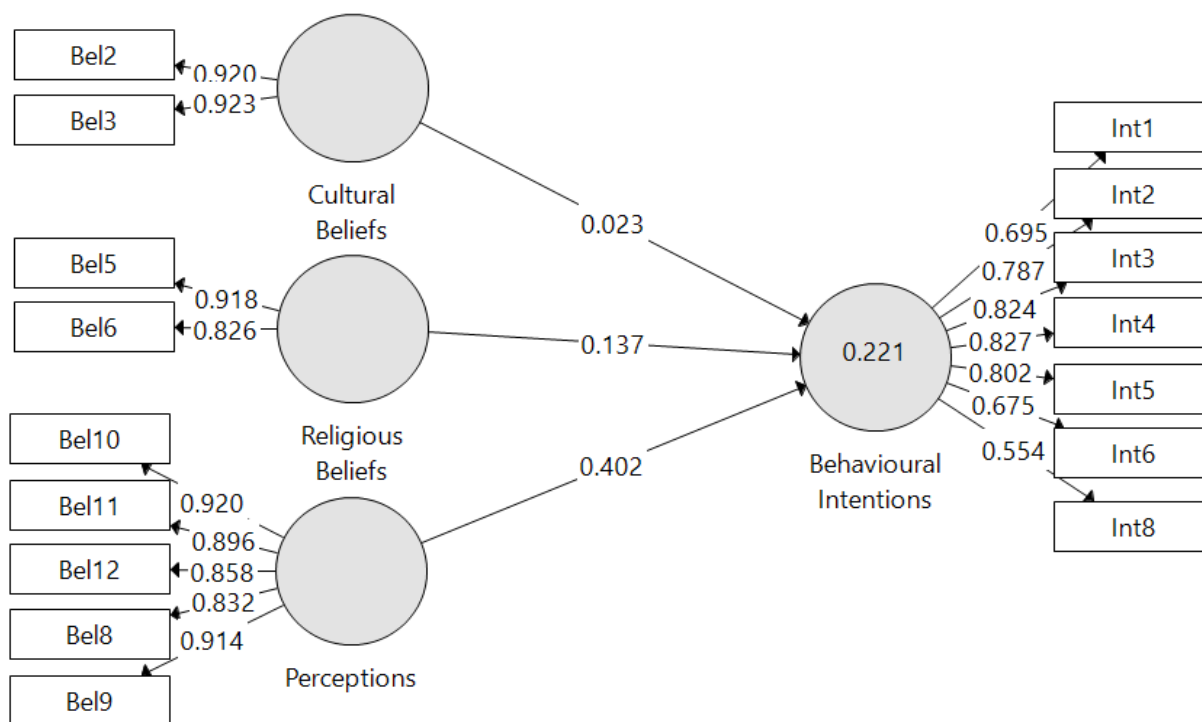 Bel2
0.920
Bel3
0.923
Cultural
Beliefs
Bel5
0.918
Bel6
0.826
Religious
Beliefs
Bel10
0.920
Bel11
0.896
Bel12
0.858
Bel8
0.832
Bel9
0.914
Perceptions
0.023
0.137
0.402
0.221
Behavioural
Intentions
0.695
Int1
0.787
Int2
0.824
Int3
0.827
Int4
0.802
Int5
0.675
Int6
0.554
Int8